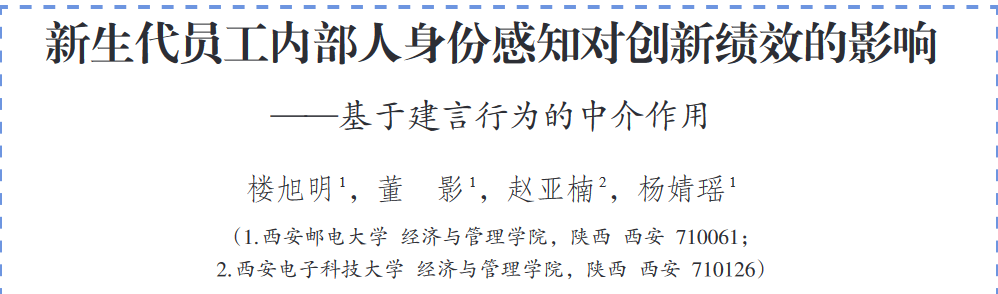 新生代员工内部人身份感知对创新绩效的影响
——基于建言行为的中介作用
楼旭明¹，董　影¹，赵亚楠²，杨婧瑶¹
（1.西安邮电大学 经济与管理学院，陕西 西安 710061；
2.西安电子科技大学 经济与管理学院，陕西 西安 710126）